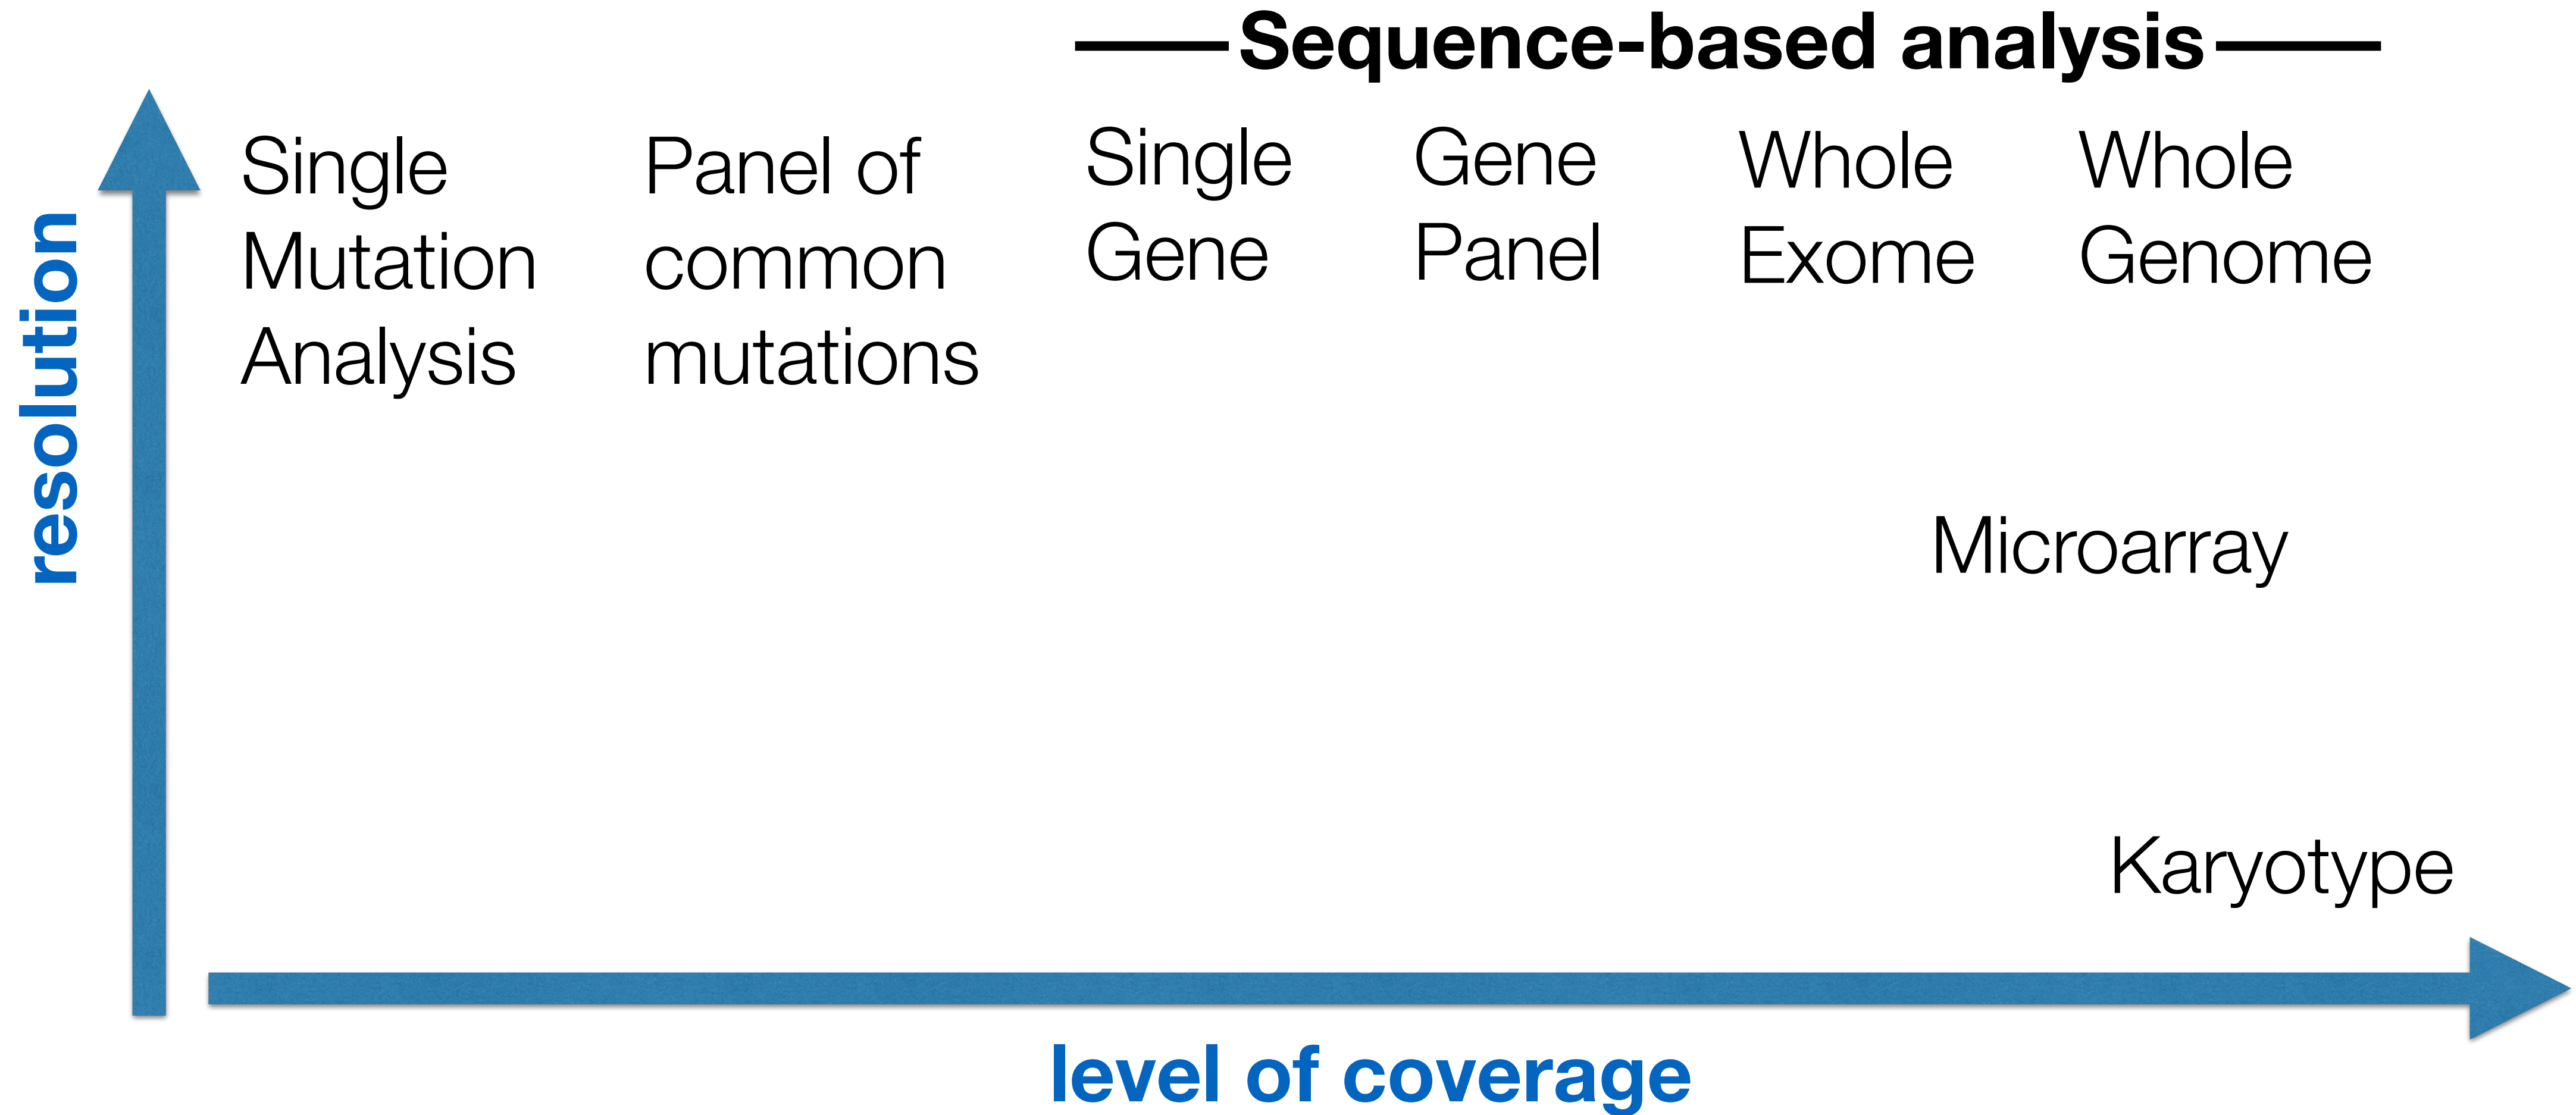 Sequence-based analysis
resolution
Single
Mutation
Analysis
Panel of
common
mutations
Single
Gene
Gene
Panel
Whole
Exome
Whole
Genome
Microarray
Karyotype
level of coverage